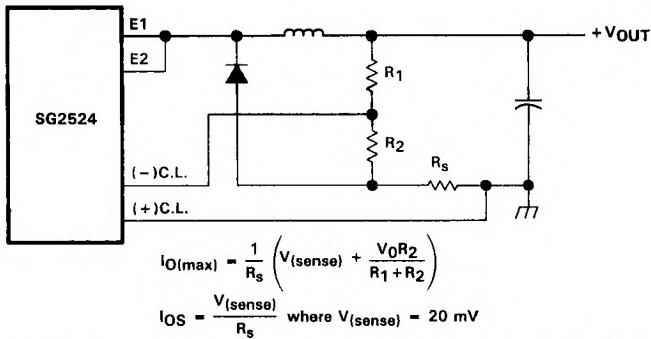 E1
E2
SG2524
(−)C.L.
(+)C.L.
R1
R2
Rs
+VOUT
IO(max) = 1/Rs (V(sense) + VOR2/R1+R2)
IOS = V(sense)/Rs where V(sense) = 20 mV